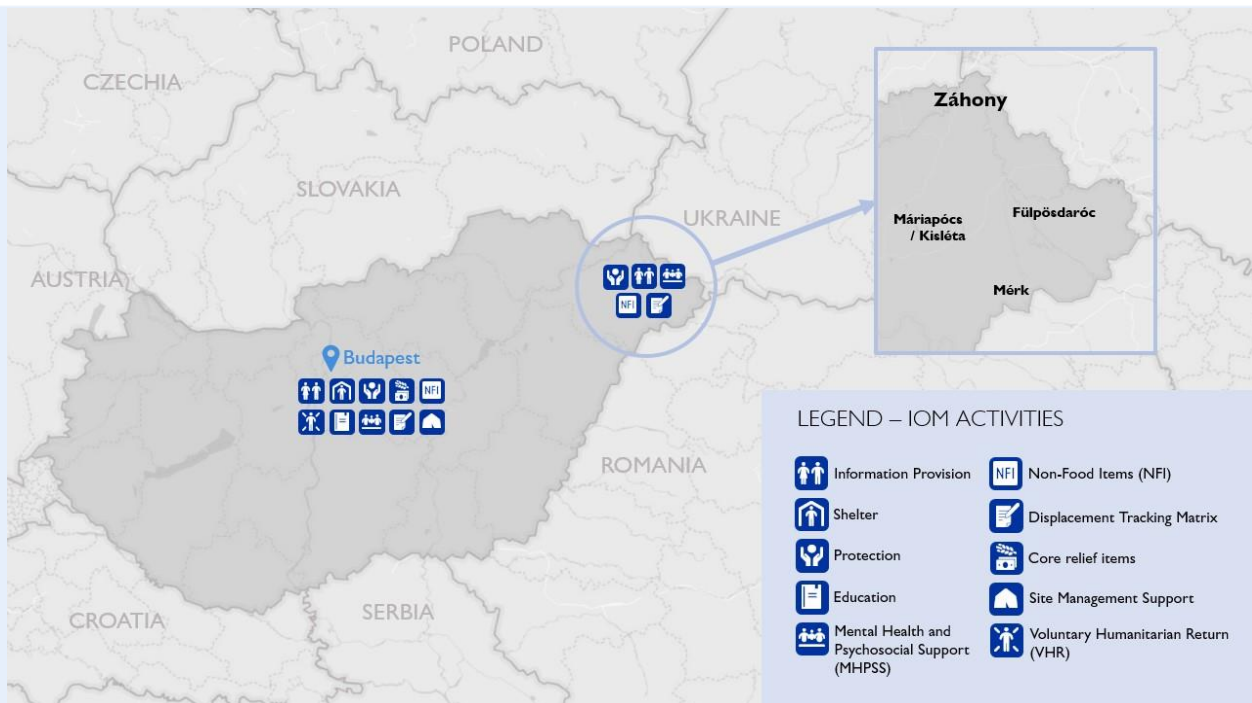 POLAND
CZECHIA
Záhony
SLOVAKIA
UKRAINE
Máriapócs
/ Kisléta
Fülpösdaróc
AUSTRIA
NFI
Mérk
Budapest
NFI
ROMANIA
CROATIA
SERBIA
LEGEND – IOM ACTIVITIES
Information Provision
NFI Non-Food Items (NFI)
Shelter
Displacement Tracking Matrix
Protection
Core relief items
Education
Site Management Support
Mental Health and
Psychosocial Support
(MHPSS)
Voluntary Humanitarian Return
(VHR)